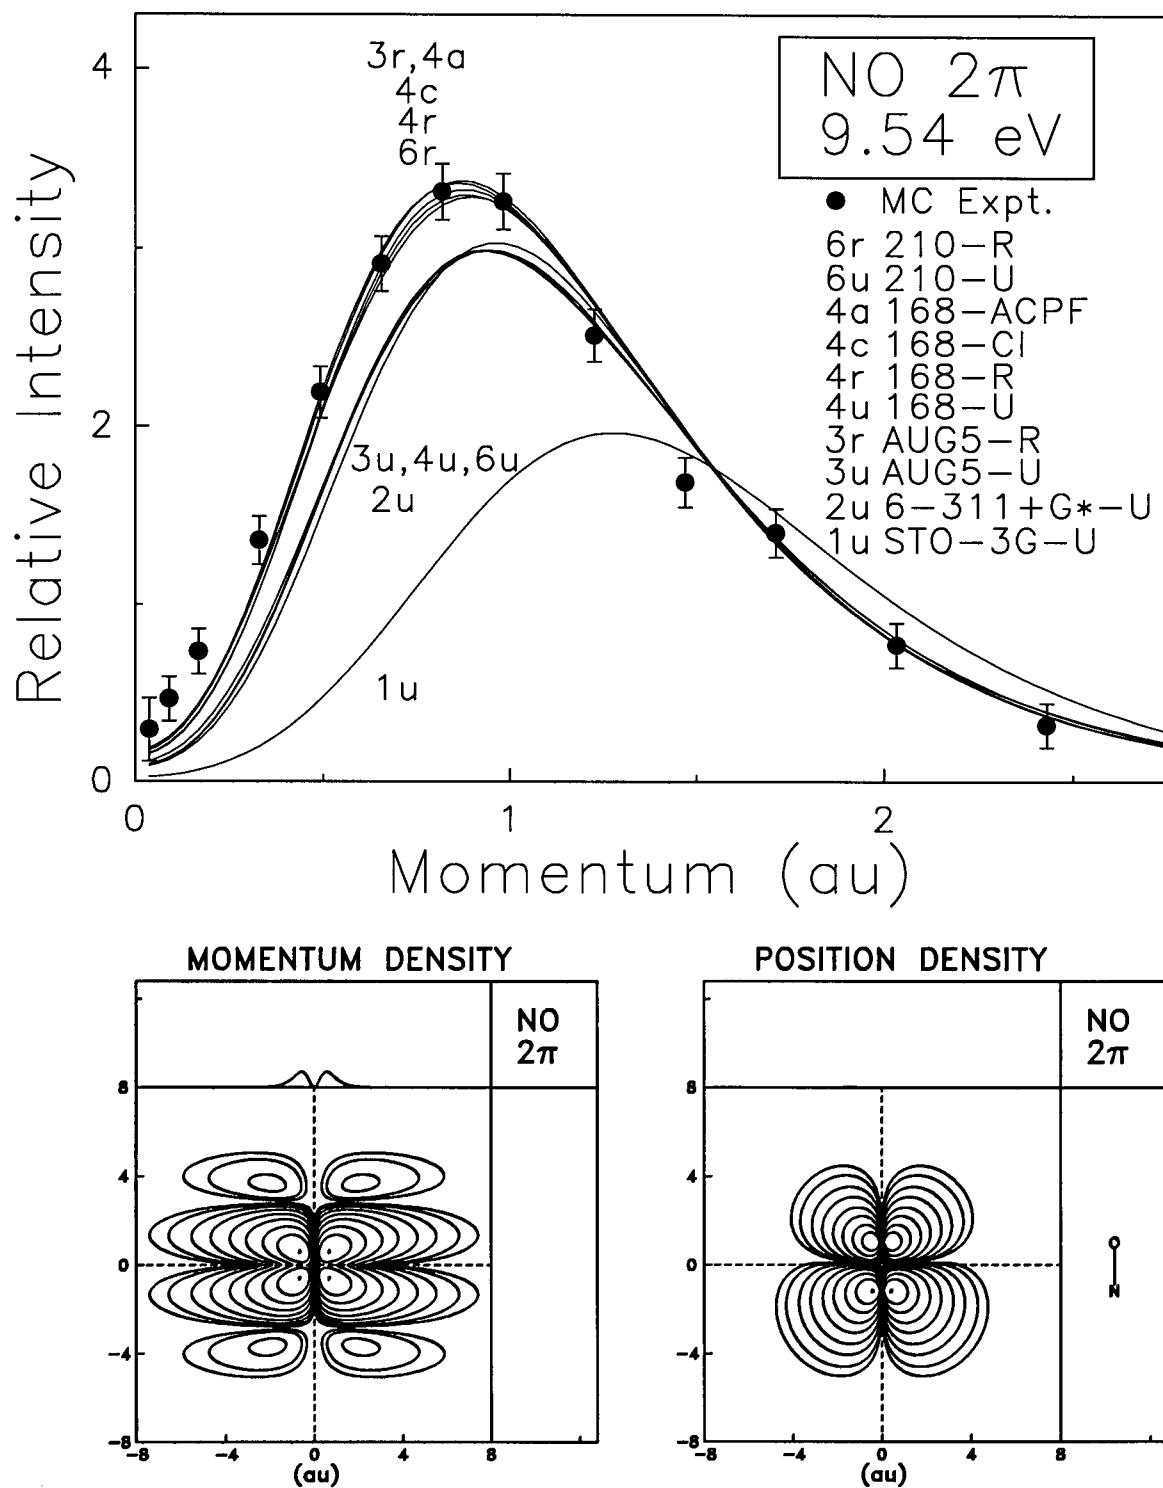 Relative Intensity
4
2
0
3r,4a
4c
4r
6r
3u,4u,6u
2u
1u
NO 2π
9.54 eV
● MC Expt.
6r 210-R
6u 210-U
4a 168-ACPF
4c 168-CI
4r 168-R
4u 168-U
3r AUG5-R
3u AUG5-U
2u 6-311+G*-U
1u STO-3G-U
0 1 2
Momentum (au)
MOMENTUM DENSITY
NO
2π
8
4
0
-4
-8
-8 -4 0 4 8
(au)
POSITION DENSITY
NO
2π
8
4
0
-4
-8
O
N
-8 -4 0 4 8
(au)